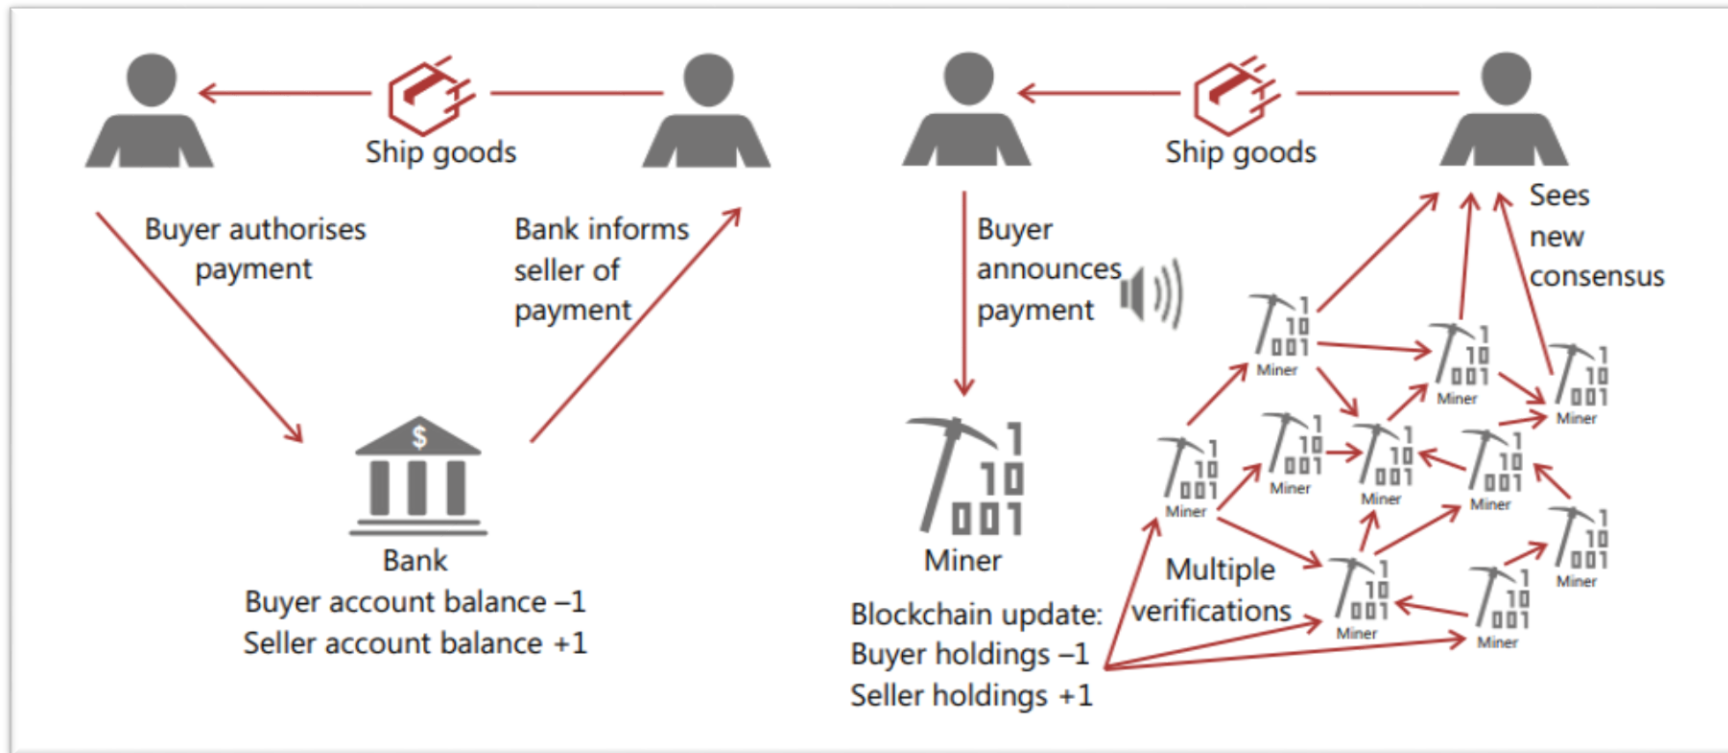 Ship goods
Buyer authorises
payment
Bank informs
seller of
payment
$
Bank
Buyer account balance –1
Seller account balance +1
Ship goods
Buyer
announces
payment
Sees
new
consensus
1
10
001
Miner
Blockchain update:
Buyer holdings –1
Seller holdings +1
Multiple
verifications
1
10
001
Miner
1
10
001
Miner
1
10
001
Miner
1
10
001
Miner
1
10
001
Miner
1
10
001
Miner
1
10
001
Miner
1
10
001
Miner
1
10
001
Miner
1
10
001
Miner